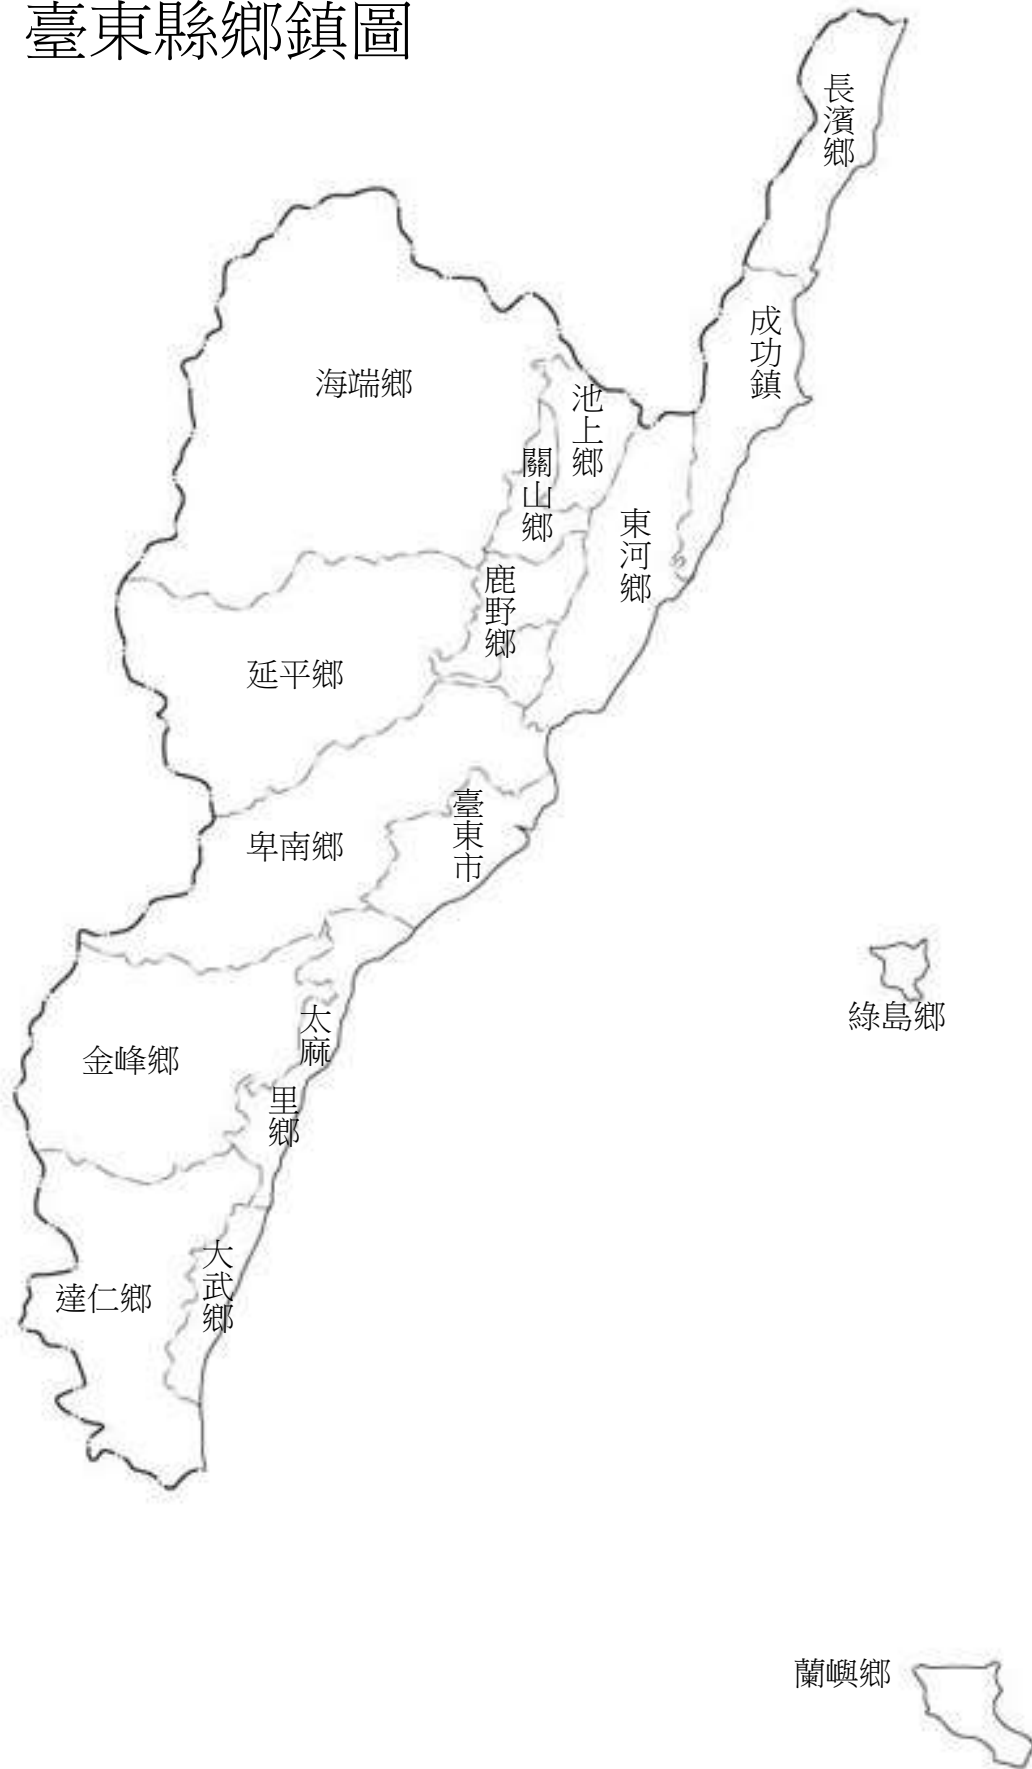 臺東縣鄉鎮圖
長濱鄉
成功鎮
海端鄉
池上鄉
關山鄉
東河鄉
鹿野鄉
延平鄉
臺東市
卑南鄉
綠島鄉
太麻
里鄉
金峰鄉
大武鄉
達仁鄉
蘭嶼鄉